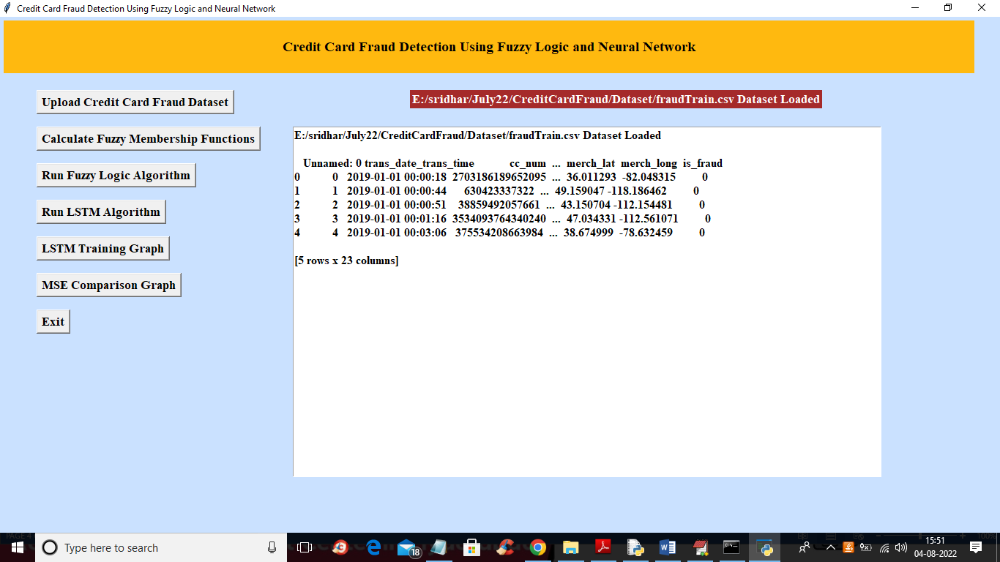 Credit Card Fraud Detection Using Fuzzy Logic and Neural Network
Credit Card Fraud Detection Using Fuzzy Logic and Neural Network
Upload Credit Card Fraud Dataset
E:/sridhar/July22/CreditCardFraud/Dataset/fraudTrain.csv Dataset Loaded
Calculate Fuzzy Membership Functions
Run Fuzzy Logic Algorithm
Run LSTM Algorithm
LSTM Training Graph
MSE Comparison Graph
Exit
E:/sridhar/July22/CreditCardFraud/Dataset/fraudTrain.csv Dataset Loaded
Unnamed: 0 trans_date_trans_time cc_num ... merch_lat merch_long is_fraud
0 0 2019-01-01 00:00:18 2703186189652095 ... 36.011293 -82.048315 0
1 1 2019-01-01 00:00:44 630423337322 ... 49.159047 -118.186462 0
2 2 2019-01-01 00:00:51 38859492057661 ... 43.150704 -112.154481 0
3 3 2019-01-01 00:01:16 3534093764340240 ... 47.034331 -112.561071 0
4 4 2019-01-01 00:03:06 375534208663984 ... 38.674999 -78.632459 0
[5 rows x 23 columns]
Type here to search
18
15:51
04-08-2022